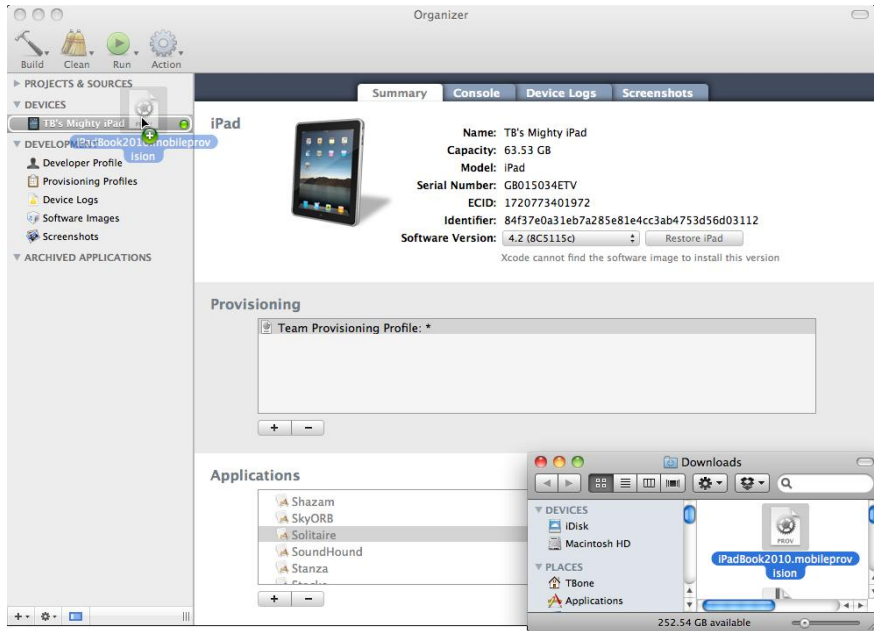 Organizer
Build Clean Run Action
PROJECTS & SOURCES
DEVICES
TB's Mighty iPad
iPadBook2010.mobileprov
ision
DEVELOPMENT
Developer Profile
Provisioning Profiles
Device Logs
Software Images
Screenshots
ARCHIVED APPLICATIONS
Summary Console Device Logs Screenshots
iPad
Name: TB's Mighty iPad
Capacity: 63.53 GB
Model: iPad
Serial Number: GB015034ETV
ECID: 1720773401972
Identifier: 84f37e0a31eb7a285e81e4cc3ab4753d56d03112
Software Version: 4.2 (8C5115c) Restore iPad
Xcode cannot find the software image to install this version
Provisioning
Team Provisioning Profile: *
Applications
Shazam
SkyORB
Solitaire
SoundHound
Stanza
Downloads
DEVICES
iDisk
Macintosh HD
PLACES
TBone
Applications
PROV
iPadBook2010.mobileprov
ision
252.54 GB available